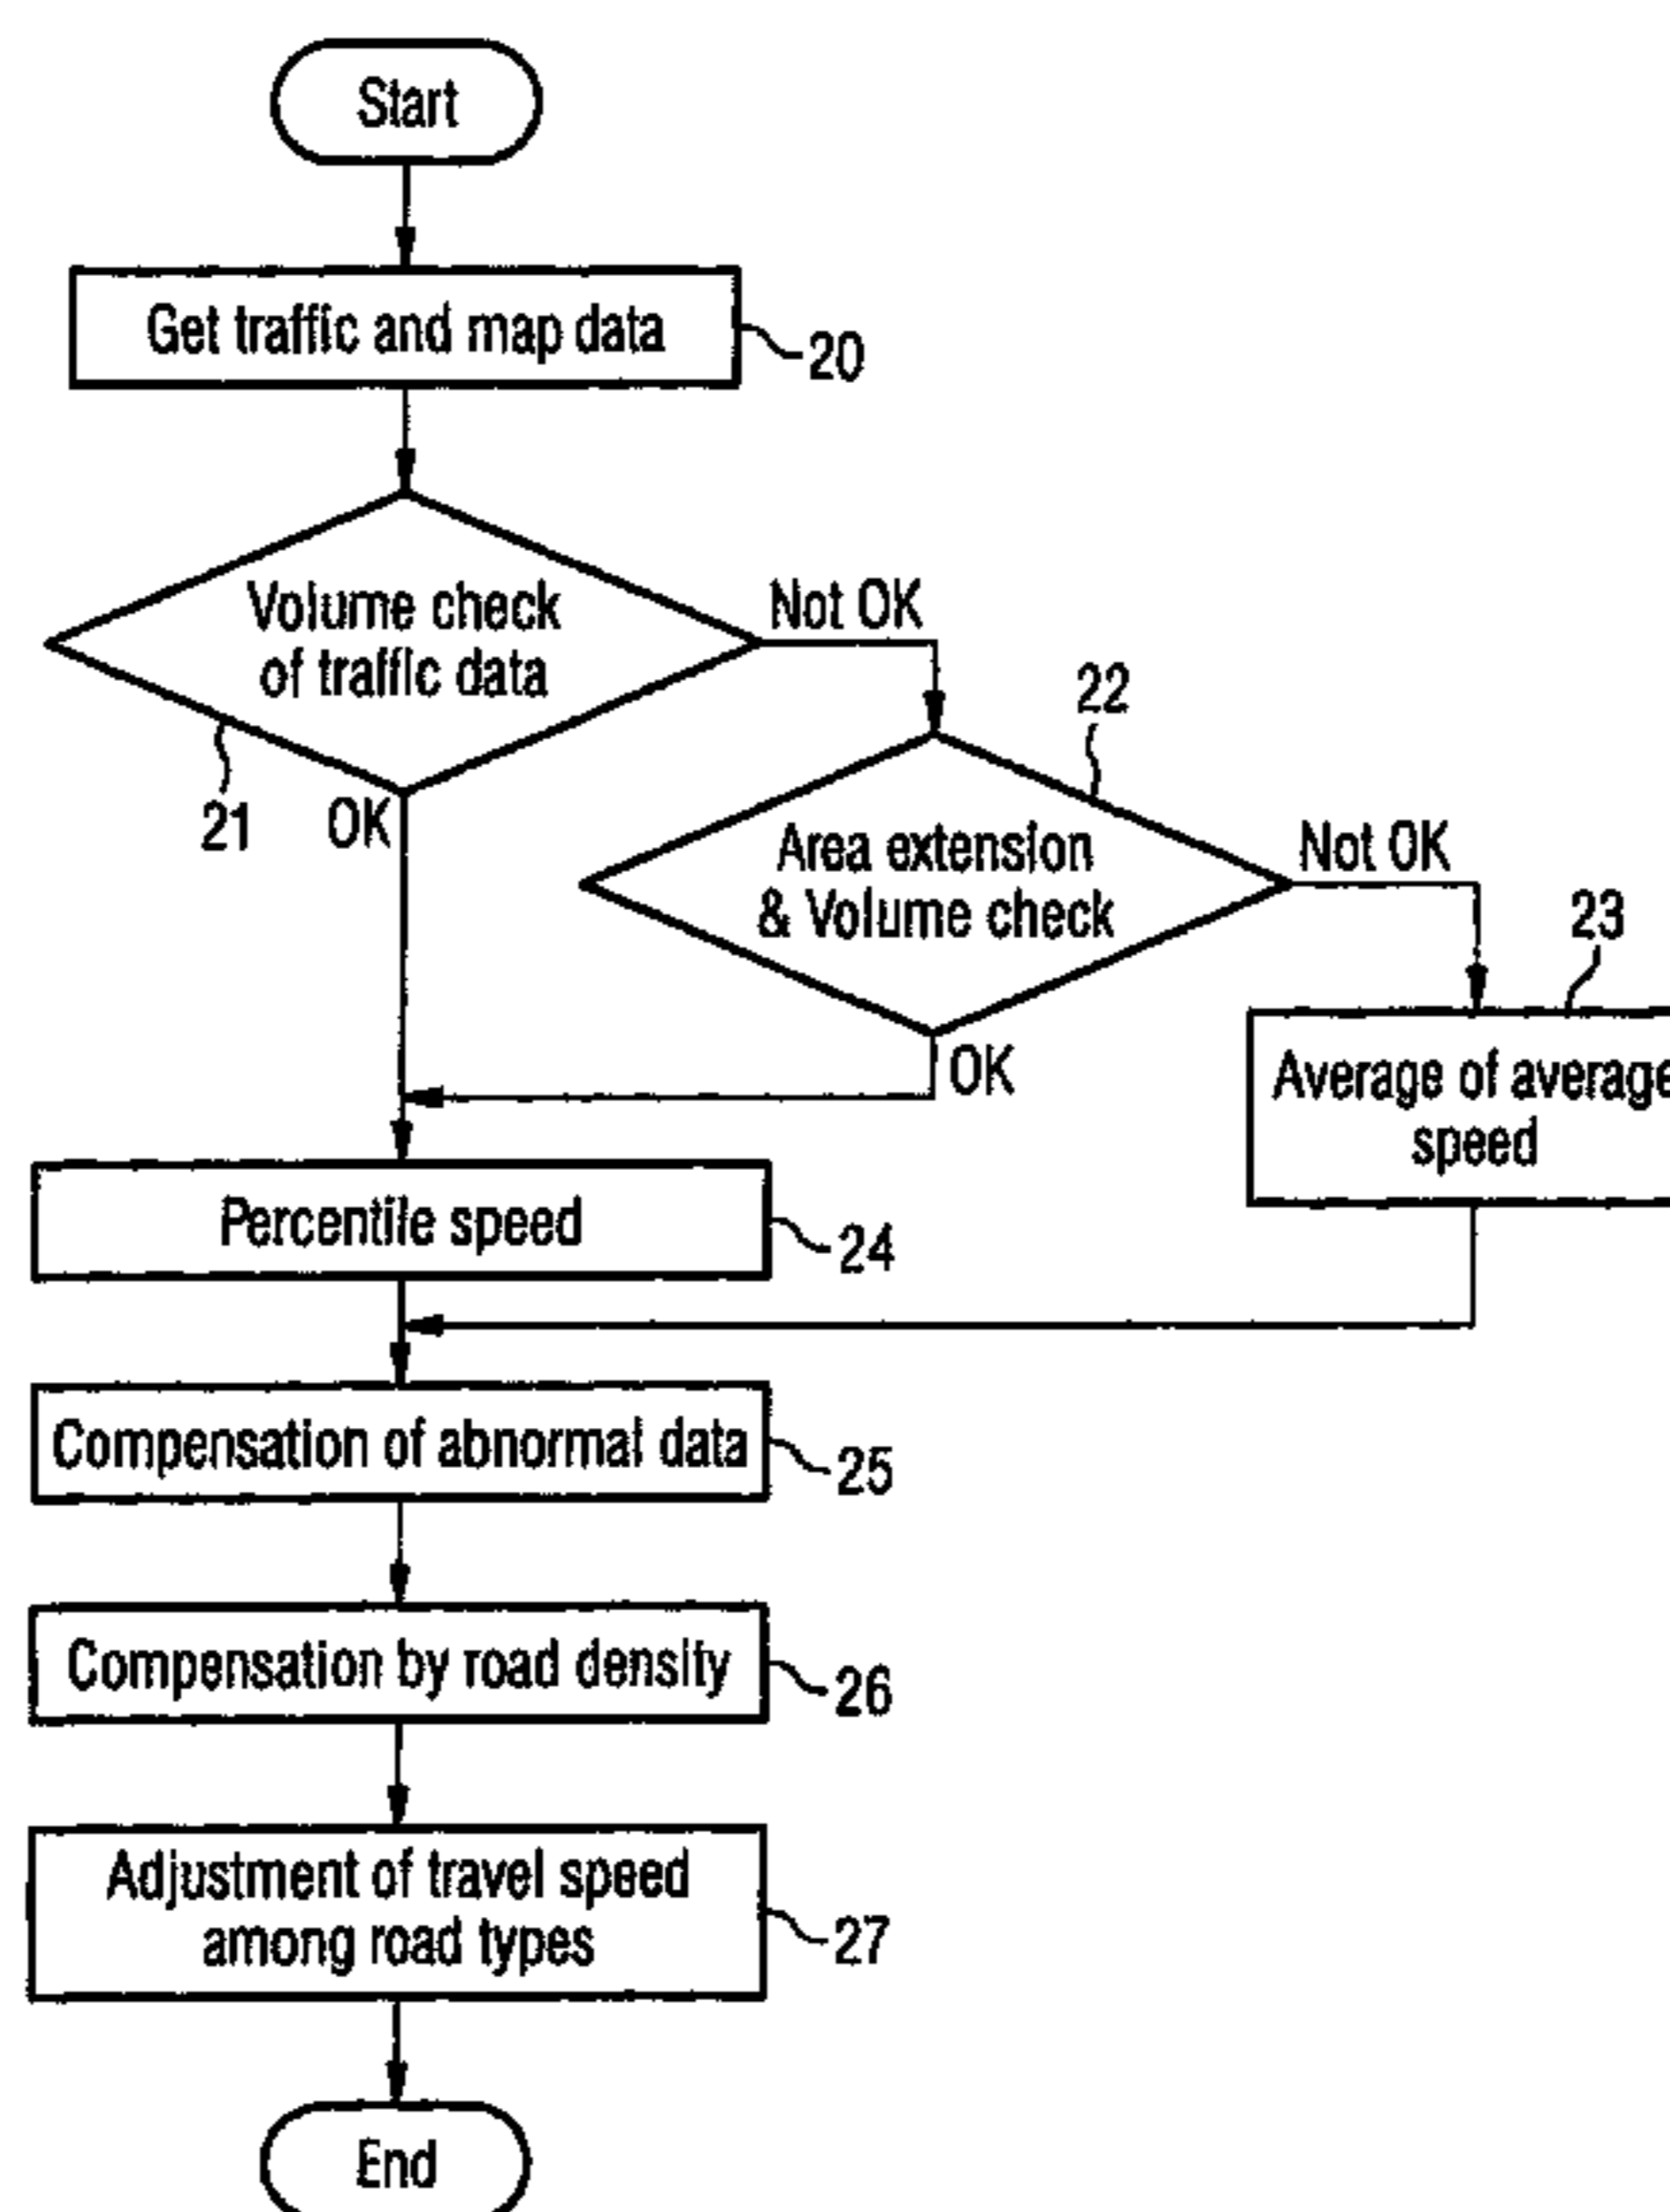 Start
Get traffic and map data
20
Volume check
of traffic data
Not OK
21
OK
22
Area extension
& Volume check
Not OK
OK
23
Average of average
speed
Percentile speed
24
Compensation of abnormal data
25
Compensation by road density
26
Adjustment of travel speed
among road types
27
End